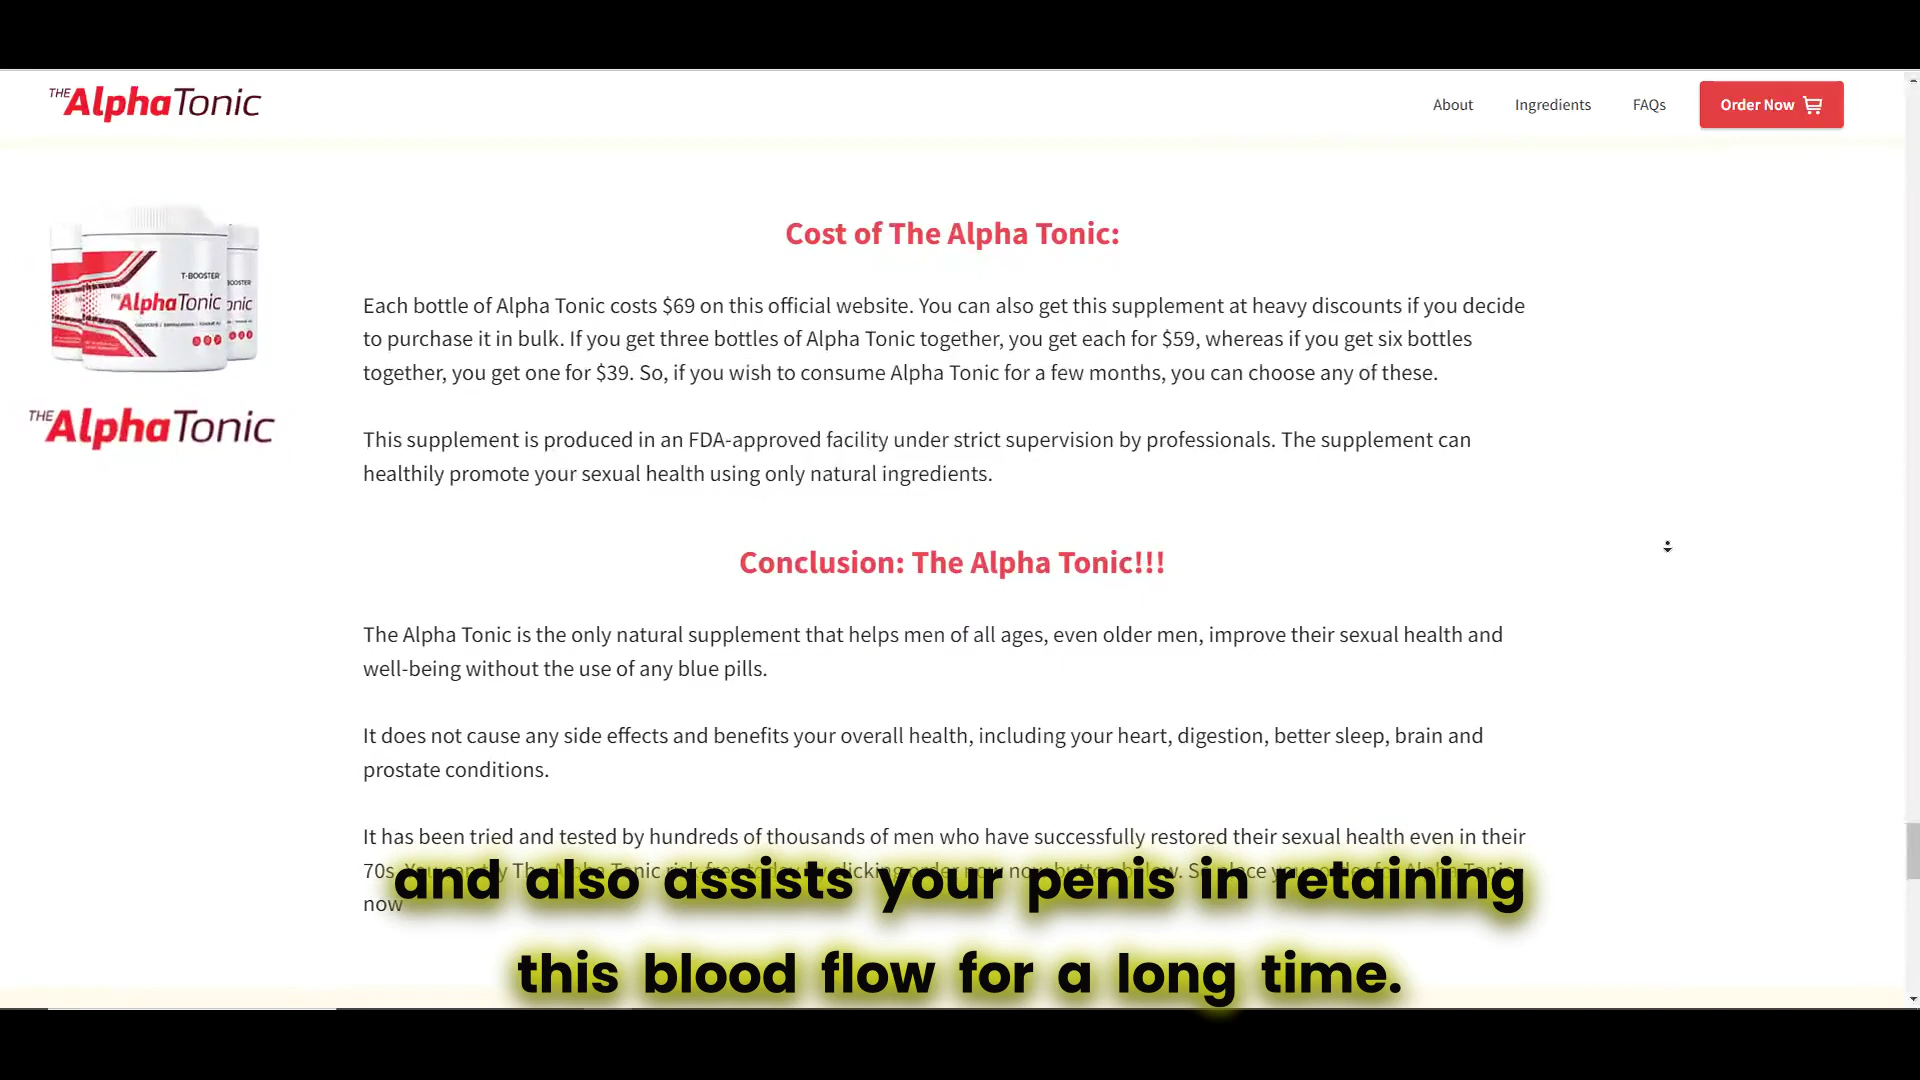 THE AlphaTonic
About
Ingredients
FAQs
Order Now
T-BOOSTER
BOOSTER
THE AlphaTonic
onic
THE AlphaTonic
Cost of The Alpha Tonic:
Each bottle of Alpha Tonic costs $69 on this official website. You can also get this supplement at heavy discounts if you decide
to purchase it in bulk. If you get three bottles of Alpha Tonic together, you get each for $59, whereas if you get six bottles
together, you get one for $39. So, if you wish to consume Alpha Tonic for a few months, you can choose any of these.
This supplement is produced in an FDA-approved facility under strict supervision by professionals. The supplement can
healthily promote your sexual health using only natural ingredients.
Conclusion: The Alpha Tonic!!!
The Alpha Tonic is the only natural supplement that helps men of all ages, even older men, improve their sexual health and
well-being without the use of any blue pills.
It does not cause any side effects and benefits your overall health, including your heart, digestion, better sleep, brain and
prostate conditions.
It has been tried and tested by hundreds of thousands of men who have successfully restored their sexual health even in their
70s. The Alpha Tonic
now
and also assists your penis in retaining
this blood flow for a long time.